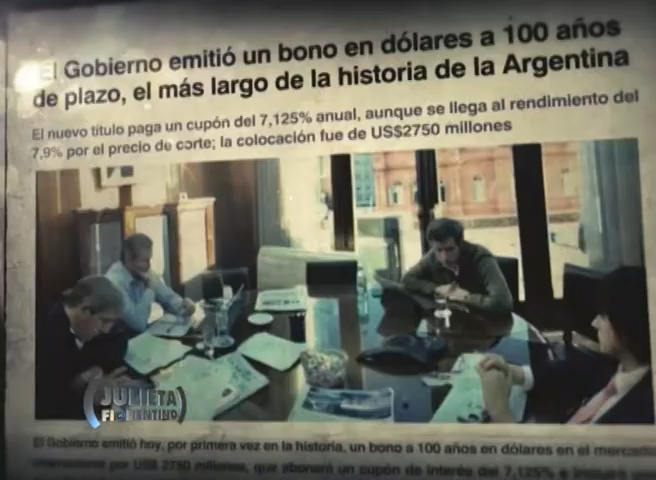 El Gobierno emitió un bono en dólares a 100 años
de plazo, el más largo de la historia de la Argentina
El nuevo título paga un cupón del 7,125% anual, aunque se llega al rendimiento del
7,9% por el precio de corte; la colocación fue de US$2750 millones
JULIETA
FIORENTINO
El Gobierno emitió hoy, por primera vez en la historia, un bono a 100 años en dólares en el mercado
por US$ 2750 millones, que abonará un cupón de interés del 7,125% e